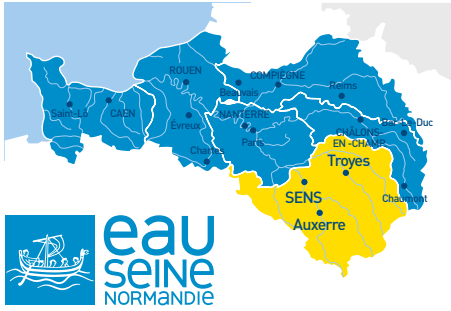 ROUEN
COMPIÈGNE
Beauvais
Reims
Saint-Lô
CAEN
NANTERRE
Évreux
Paris
CHÂLONS-
EN -CHAMP.
Bar-le-Duc
Chartres
Troyes
SENS
Chaumont
Auxerre
eau
SEINE
NORMANDIE